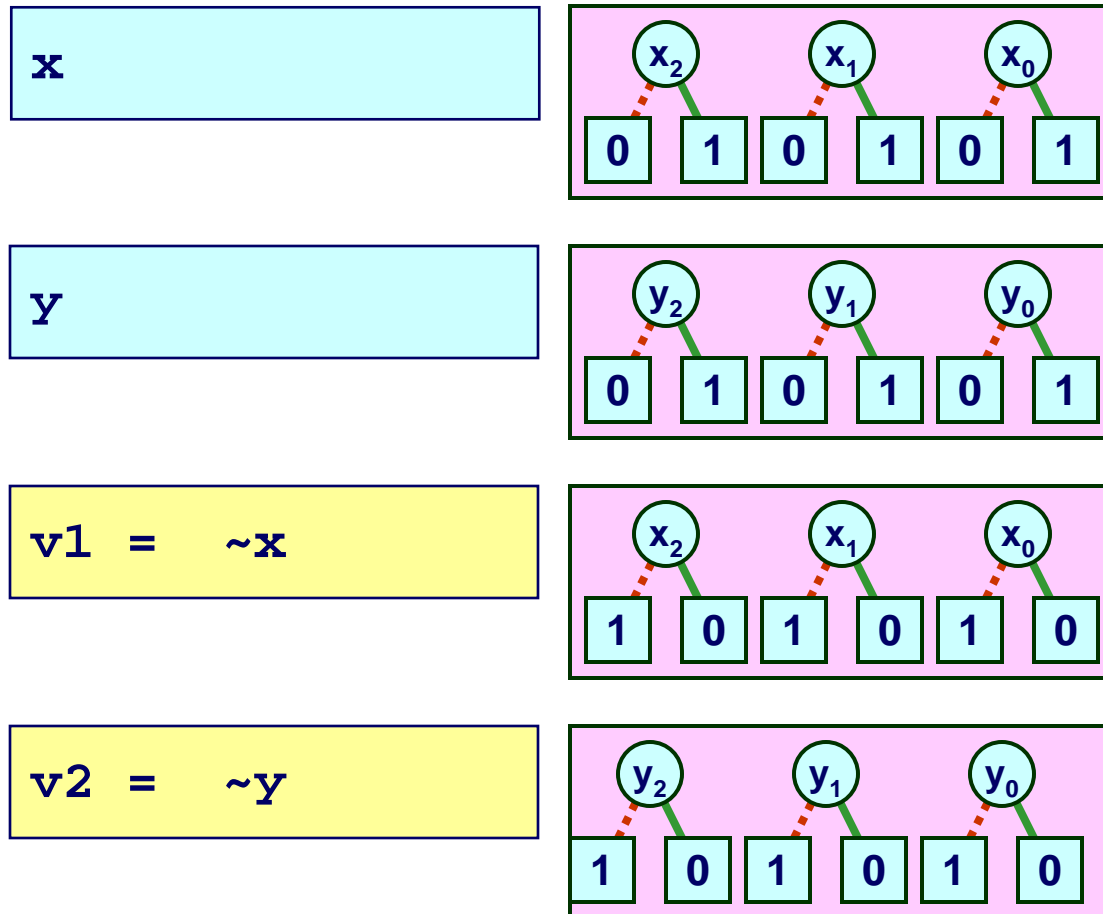 x
x₂ x₁ x₀
0 1 0 1 0 1
y
y₂ y₁ y₀
0 1 0 1 0 1
v1 = ~x
x₂ x₁ x₀
1 0 1 0 1 0
v2 = ~y
y₂ y₁ y₀
1 0 1 0 1 0